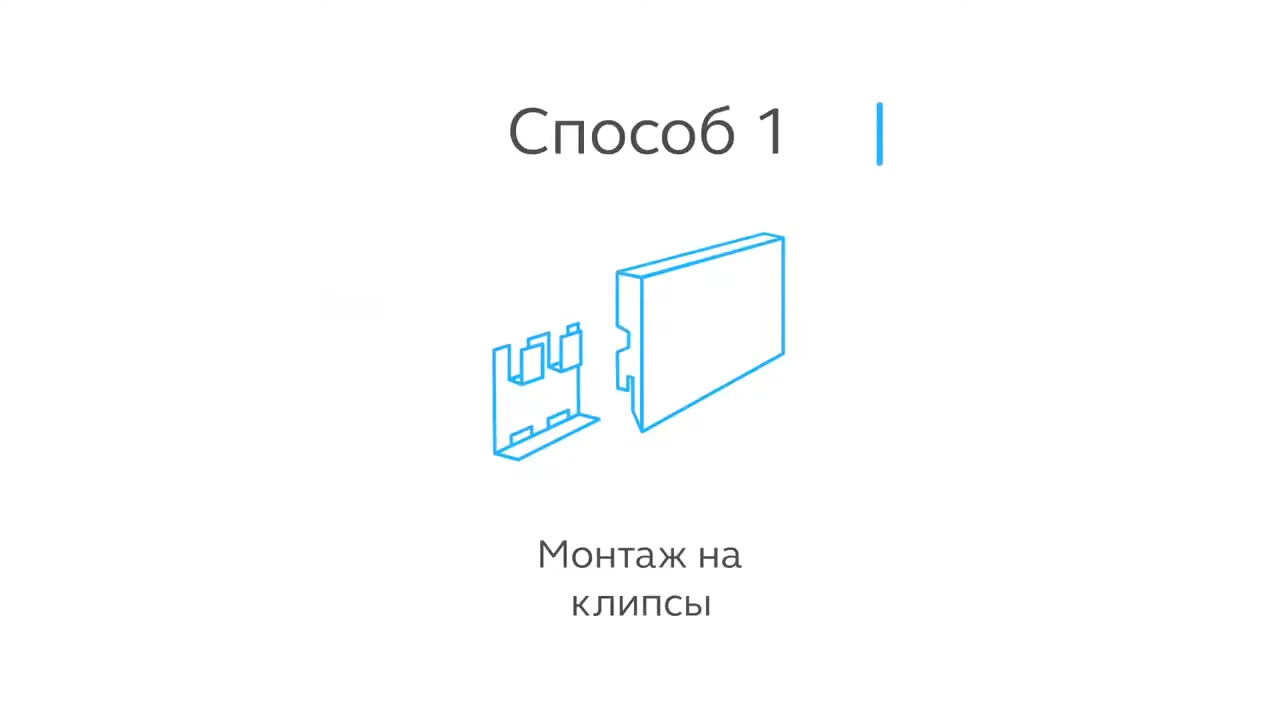 Способ 1
Монтаж на
клипсы